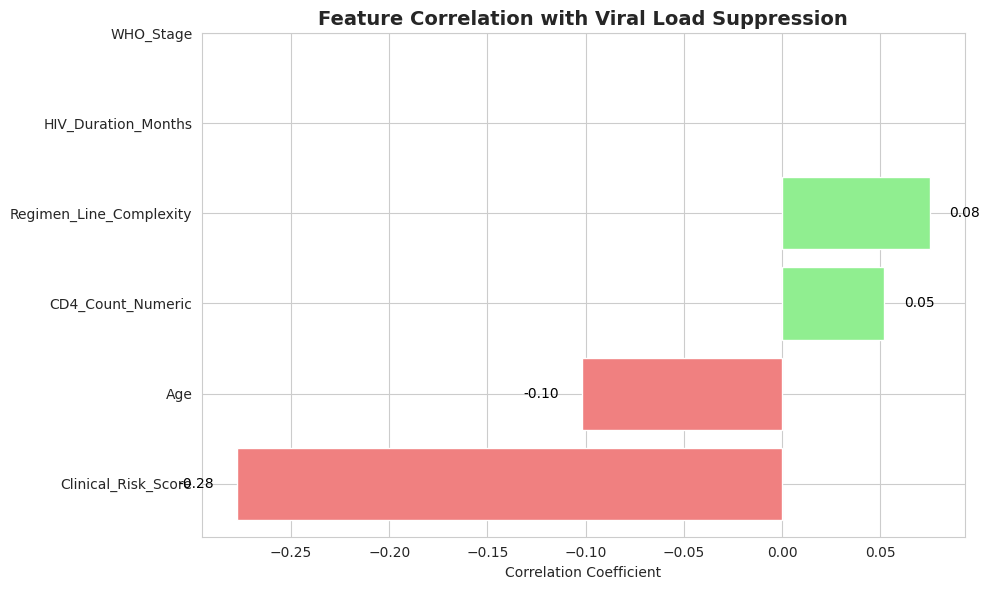 Feature Correlation with Viral Load Suppression
WHO_Stage
HIV_Duration_Months
Regimen_Line_Complexity
0.08
CD4_Count_Numeric
0.05
Age
-0.10
Clinical_Risk_Score
-0.28
−0.25
−0.20
−0.15
−0.10
−0.05
0.00
0.05
Correlation Coefficient